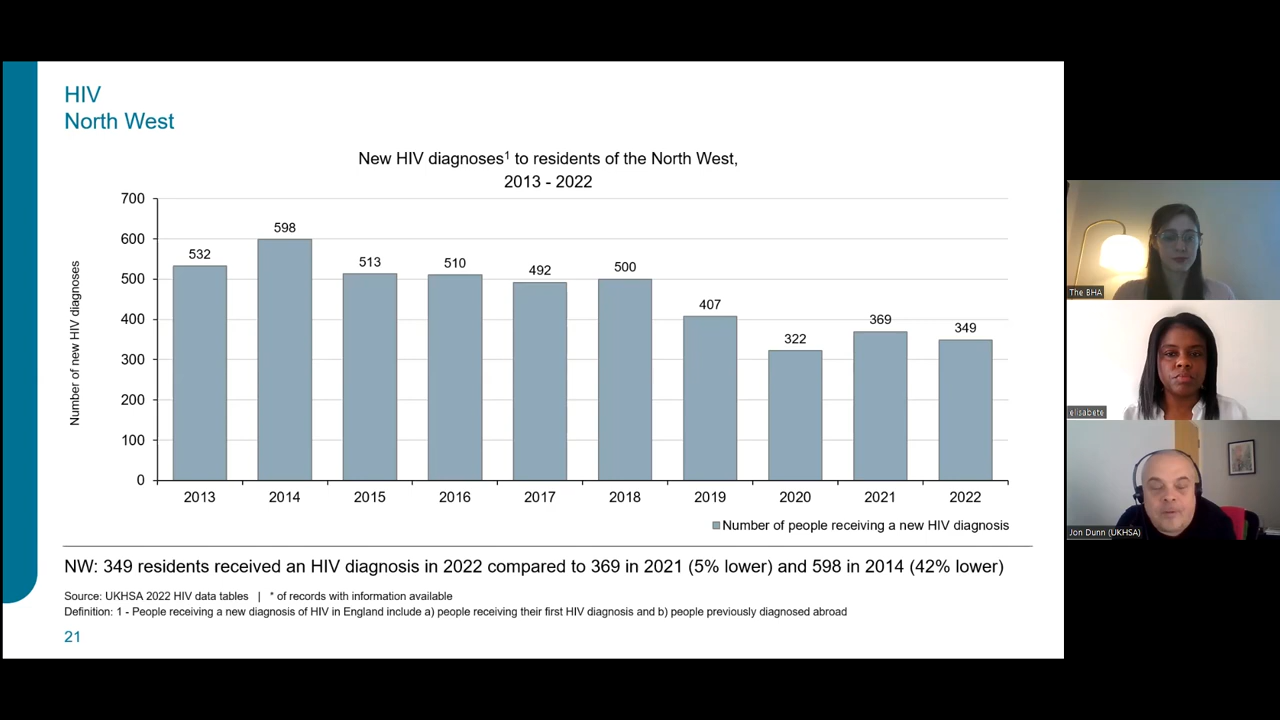 HIV
North West
New HIV diagnoses1 to residents of the North West,
2013 - 2022
Number of new HIV diagnoses
700
600
500
400
300
200
100
0
532
598
513
510
492
500
407
322
369
349
2013
2014
2015
2016
2017
2018
2019
2020
2021
2022
Number of people receiving a new HIV diagnosis
NW: 349 residents received an HIV diagnosis in 2022 compared to 369 in 2021 (5% lower) and 598 in 2014 (42% lower)
Source: UKHSA 2022 HIV data tables | * of records with information available
Definition: 1 - People receiving a new diagnosis of HIV in England include a) people receiving their first HIV diagnosis and b) people previously diagnosed abroad
21
The BHA
elisabete
Jon Dunn (UKHSA)